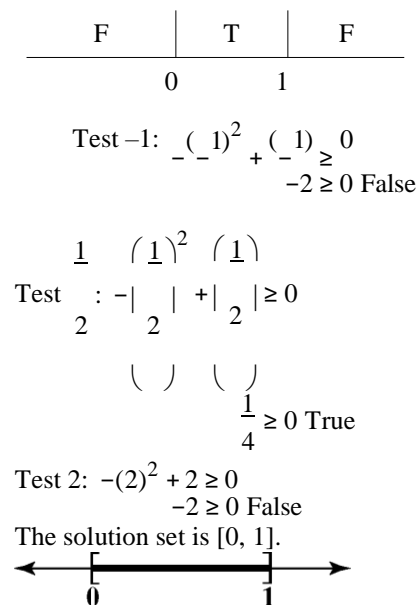 F T F
0 1
Test –1: −(−1)² + (−1) ≥ 0
−2 ≥ 0 False
Test 1/2: −(1/2)² + (1/2) ≥ 0
1/4 ≥ 0 True
Test 2: −(2)² + 2 ≥ 0
−2 ≥ 0 False
The solution set is [0, 1].
0 1